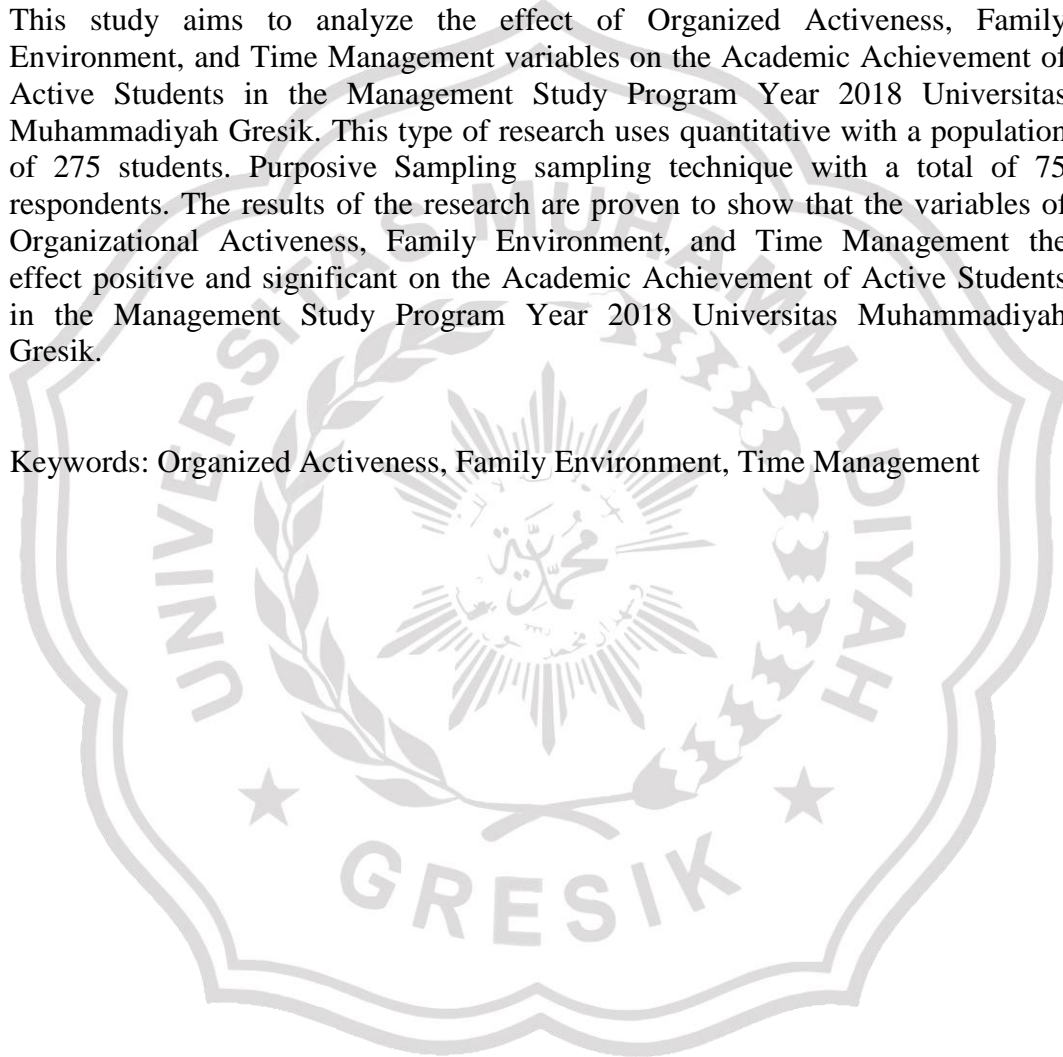 This study aims to analyze the effect of Organized Activeness, Family
Environment, and Time Management variables on the Academic Achievement of
Active Students in the Management Study Program Year 2018 Universitas
Muhammadiyah Gresik. This type of research uses quantitative with a population
of 275 students. Purposive Sampling sampling technique with a total of 75
respondents. The results of the research are proven to show that the variables of
Organizational Activeness, Family Environment, and Time Management the
effect positive and significant on the Academic Achievement of Active Students
in the Management Study Program Year 2018 Universitas Muhammadiyah
Gresik.
Keywords: Organized Activeness, Family Environment, Time Management
UNIVERSITAS MUHAMMADIYAH
محمد
GRESIK